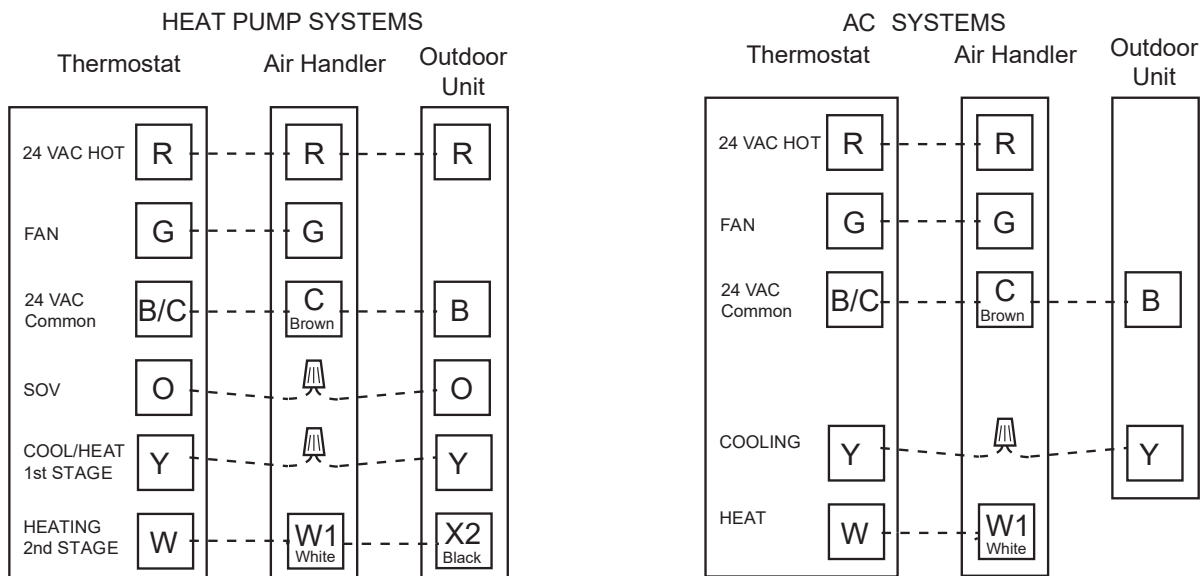 HEAT PUMP SYSTEMS
Thermostat
Air Handler
Outdoor
Unit
24 VAC HOT
R
R
R
FAN
G
G
24 VAC
Common
B/C
C
Brown
B
SOV
O
O
COOL/HEAT
1st STAGE
Y
Y
HEATING
2nd STAGE
W
W1
White
X2
Black
AC SYSTEMS
Thermostat
Air Handler
Outdoor
Unit
24 VAC HOT
R
R
FAN
G
G
24 VAC
Common
B/C
C
Brown
B
COOLING
Y
Y
HEAT
W
W1
White